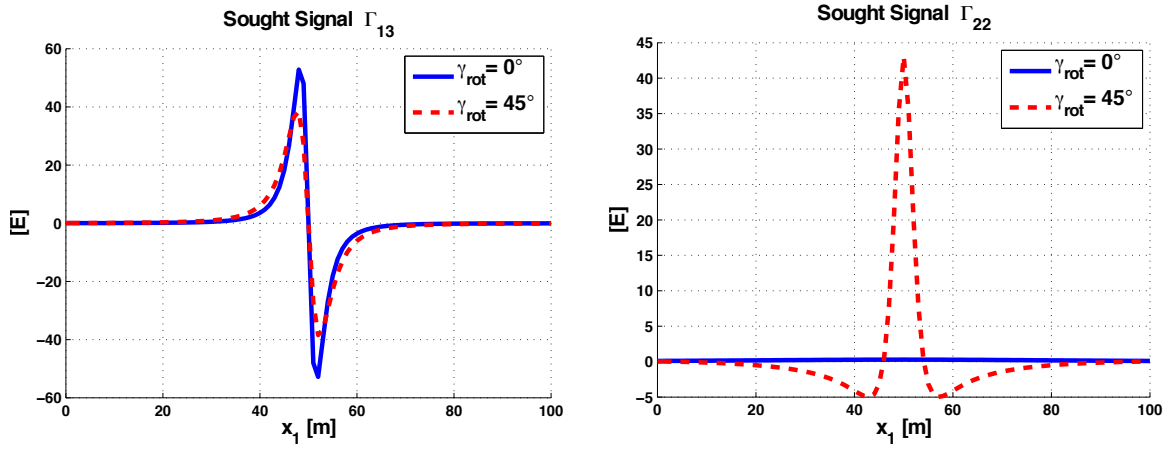 Sought Signal Γ13
60
40
20
0
−20
−40
−60
[E]
0 20 40 60 80 100
x1 [m]
γrot= 0°
γrot= 45°
Sought Signal Γ22
45
40
35
30
25
20
15
10
5
0
−5
[E]
0 20 40 60 80 100
x1 [m]
γrot= 0°
γrot= 45°